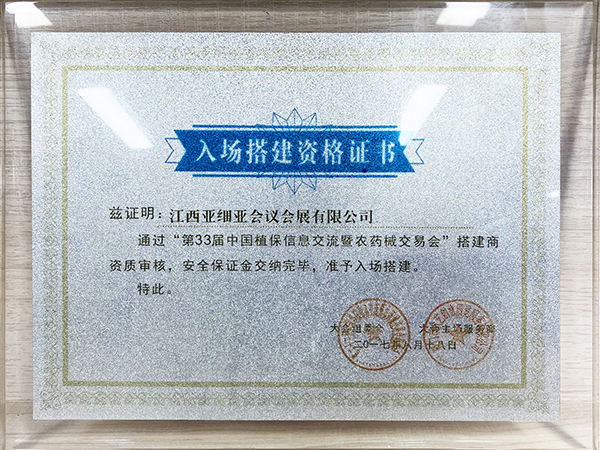 入场搭建资格证书
兹证明：江西亚细亚会议会展有限公司
通过“第33届中国植保信息交流暨农药械交易会”搭建商
资质审核，安全保证金交纳完毕，准予入场搭建。
特此。
大会组委会 大会主场服务商
二〇一七年八月十八日